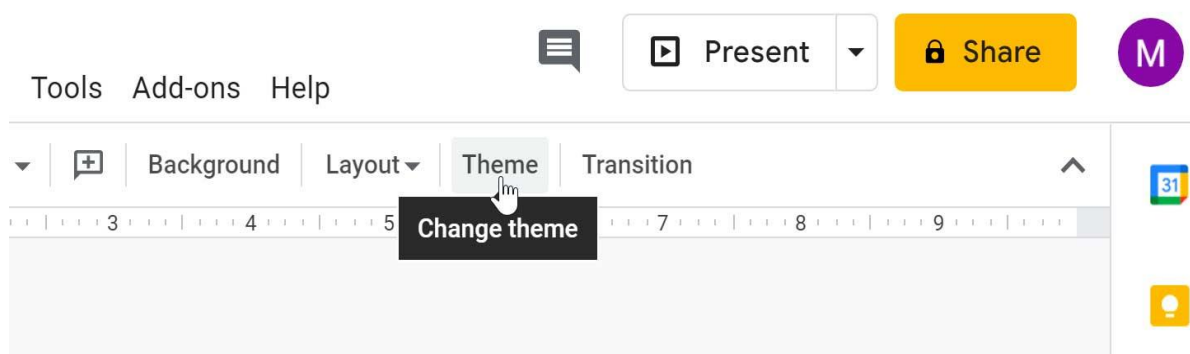 Present
Share
M
Tools Add-ons Help
Background Layout Theme Transition
31
3 4 5 7 8 9
Change theme